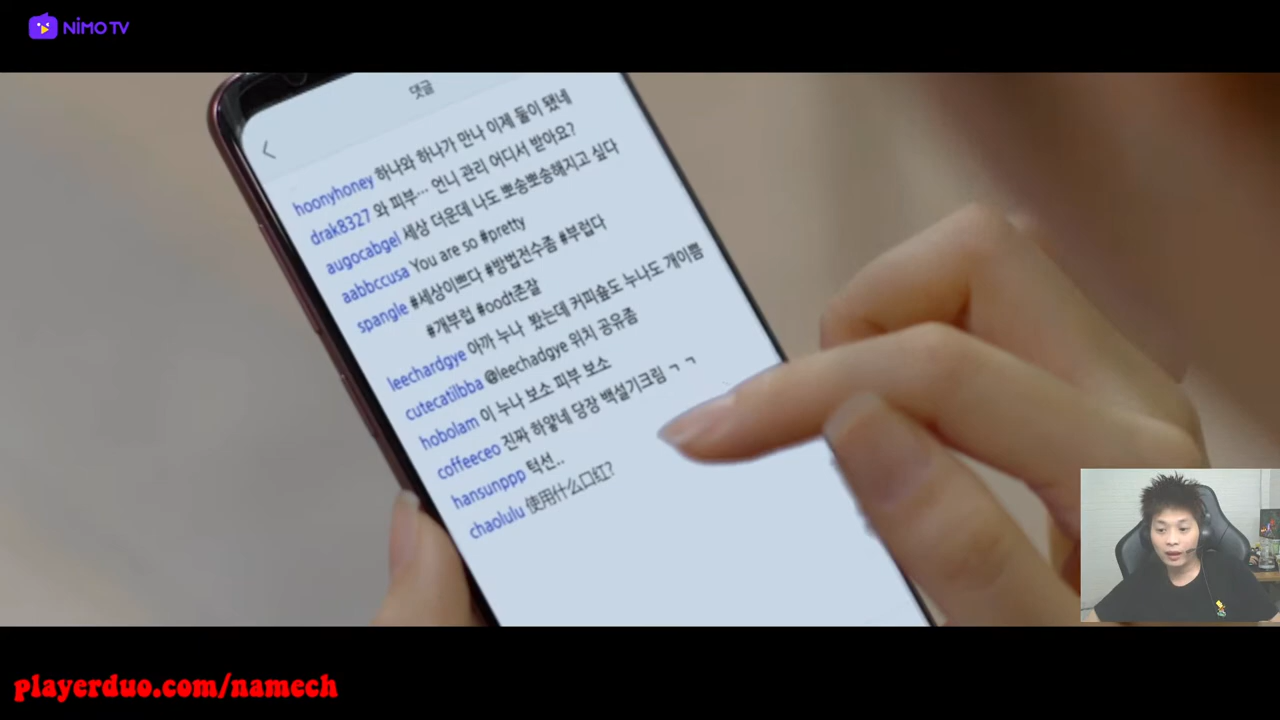 NIMO TV
댓글
hoonyhoney 하나와 하나가 만나 이제 둘이 됐네
drak8327 와 피부… 언니 관리 어디서 받아요?
augocabgel 세상 더운데 나도 뽀송뽀송해지고 싶다
aabbccusa You are so #pretty
spangle #세상이쁘다 #방법전수좀 #부럽다
#개부럽 #oodt존잘
leechardgye 아까 누나 봤는데 커피숖도 누나도 개이쁨
cutecatilbba @leechadgye 위치 공유좀
hobolam 이 누나 보소 피부 보소
coffeeceo 진짜 하얗네 당장 백설기크림 ㄱ ㄱ
hansunppp 턱선..
chaolulu 使用什么口红?
playerduo.com/namech